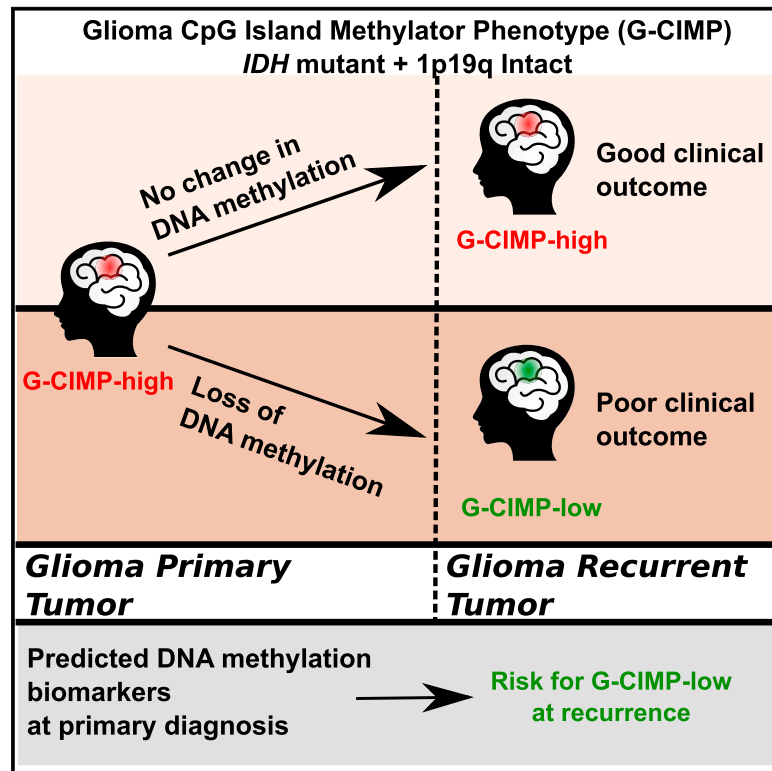 Glioma CpG Island Methylator Phenotype (G-CIMP)
IDH mutant + 1p19q Intact
No change in
DNA methylation
Good clinical
outcome
G-CIMP-high
G-CIMP-high
Loss of
DNA methylation
Poor clinical
outcome
G-CIMP-low
Glioma Primary
Tumor
Glioma Recurrent
Tumor
Predicted DNA methylation
biomarkers
at primary diagnosis
Risk for G-CIMP-low
at recurrence